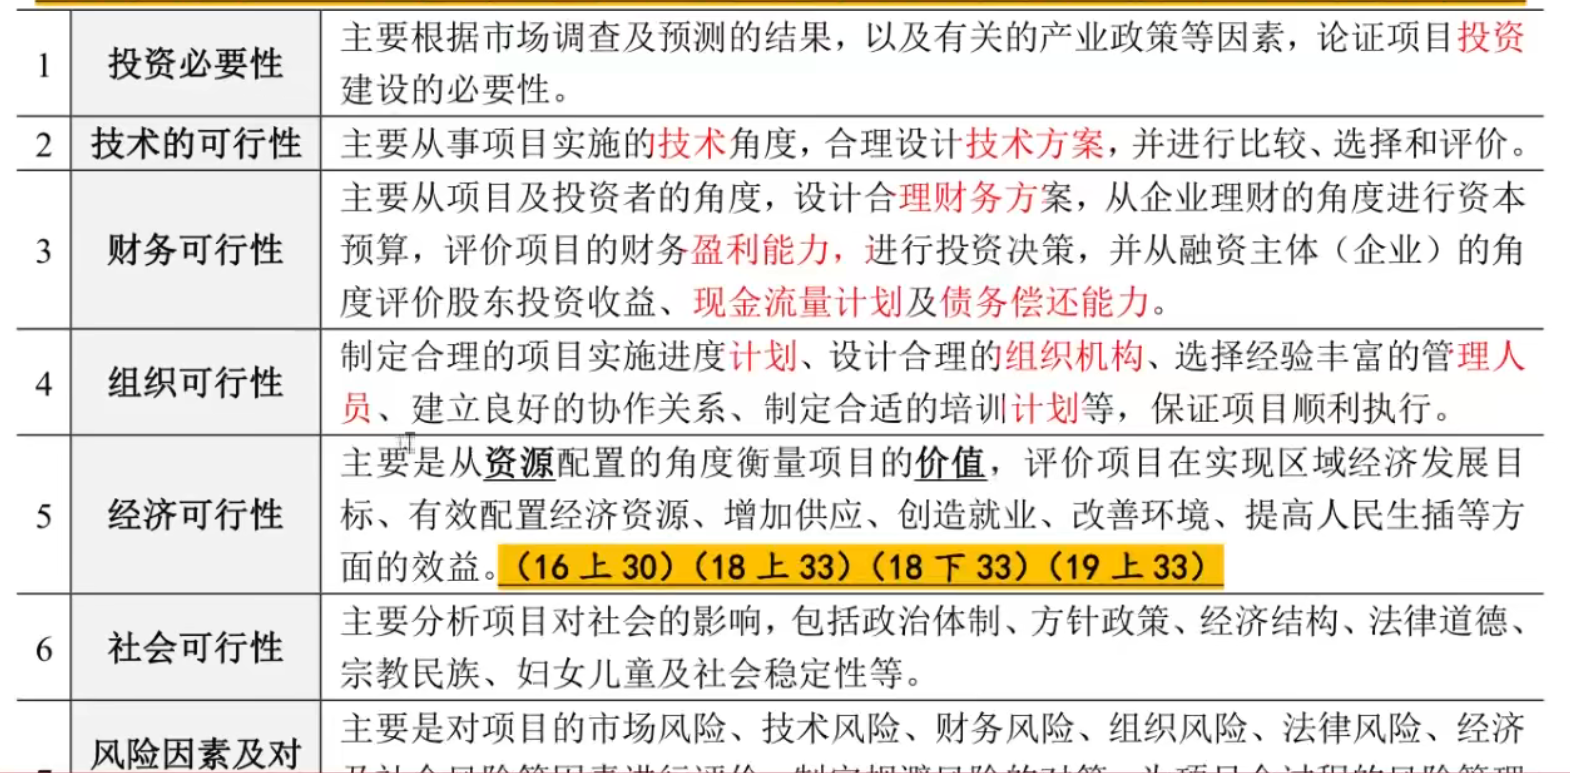 1 投资必要性 主要根据市场调查及预测的结果，以及有关的产业政策等因素，论证项目投资
建设的必要性。
2 技术的可行性 主要从事项目实施的技术角度，合理设计技术方案，并进行比较、选择和评价。
主要从项目及投资者的角度，设计合理财务方案，从企业理财的角度进行资本
3 财务可行性 预算，评价项目的财务盈利能力，进行投资决策，并从融资主体（企业）的角
度评价股东投资收益、现金流量计划及债务偿还能力。
4 组织可行性 制定合理的项目实施进度计划、设计合理的组织机构、选择经验丰富的管理人
员、建立良好的协作关系、制定合适的培训计划等，保证项目顺利执行。
主要是从资源配置的角度衡量项目的价值，评价项目在实现区域经济发展目
5 经济可行性 标、有效配置经济资源、增加供应、创造就业、改善环境、提高人民生插等方
面的效益。（16 上 30）（18 上 33）（18 下 33）（19 上 33）
6 社会可行性 主要分析项目对社会的影响，包括政治体制、方针政策、经济结构、法律道德、
宗教民族、妇女儿童及社会稳定性等。
风险因素及对 主要是对项目的市场风险、技术风险、财务风险、组织风险、法律风险、经济